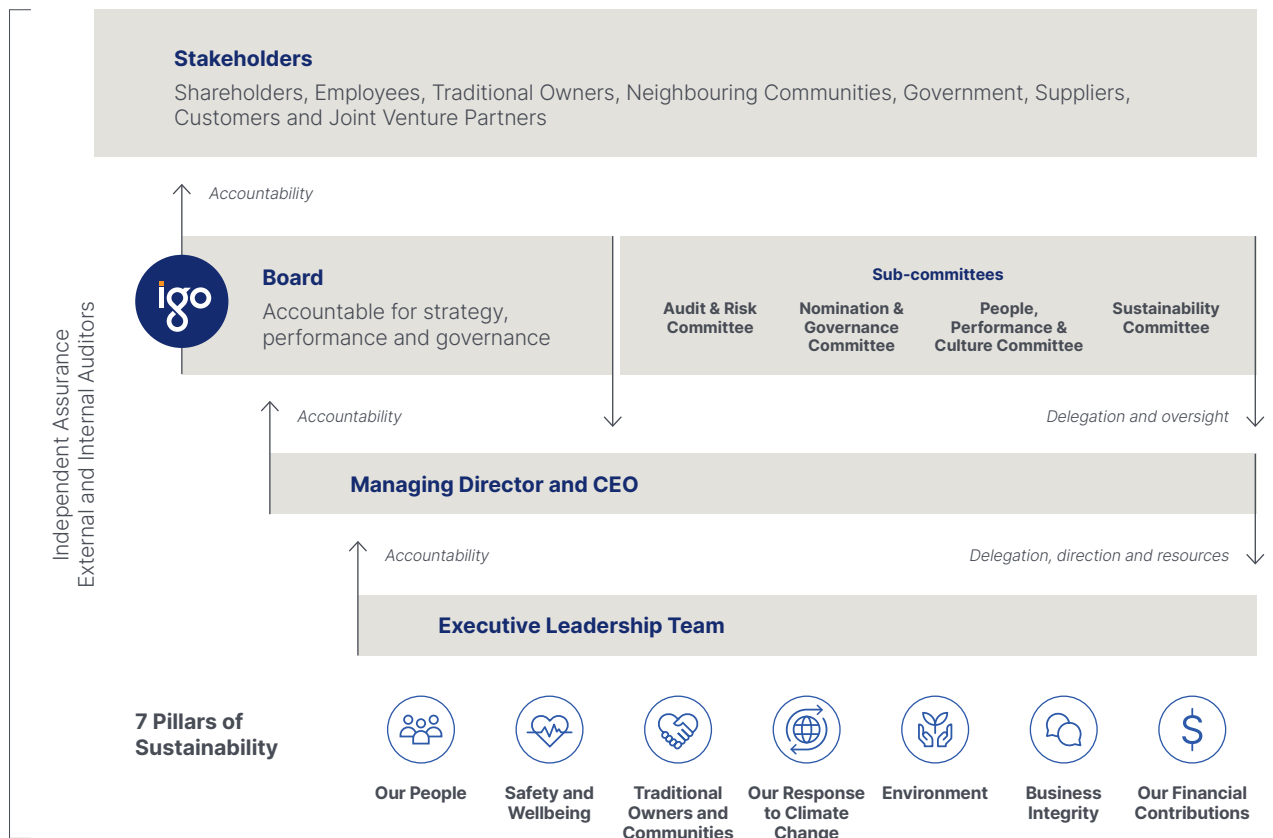 Stakeholders
Shareholders, Employees, Traditional Owners, Neighbouring Communities, Government, Suppliers,
Customers and Joint Venture Partners
Accountability
igo
Board
Accountable for strategy,
performance and governance
Sub-committees
Audit & Risk
Committee
Nomination &
Governance
Committee
People,
Performance &
Culture Committee
Sustainability
Committee
Independent Assurance
External and Internal Auditors
Accountability
Delegation and oversight
Managing Director and CEO
Accountability
Delegation, direction and resources
Executive Leadership Team
7 Pillars of
Sustainability
Our People
Safety and
Wellbeing
Traditional
Owners and
Communities
Our Response
to Climate
Change
Environment
Business
Integrity
$
Our Financial
Contributions